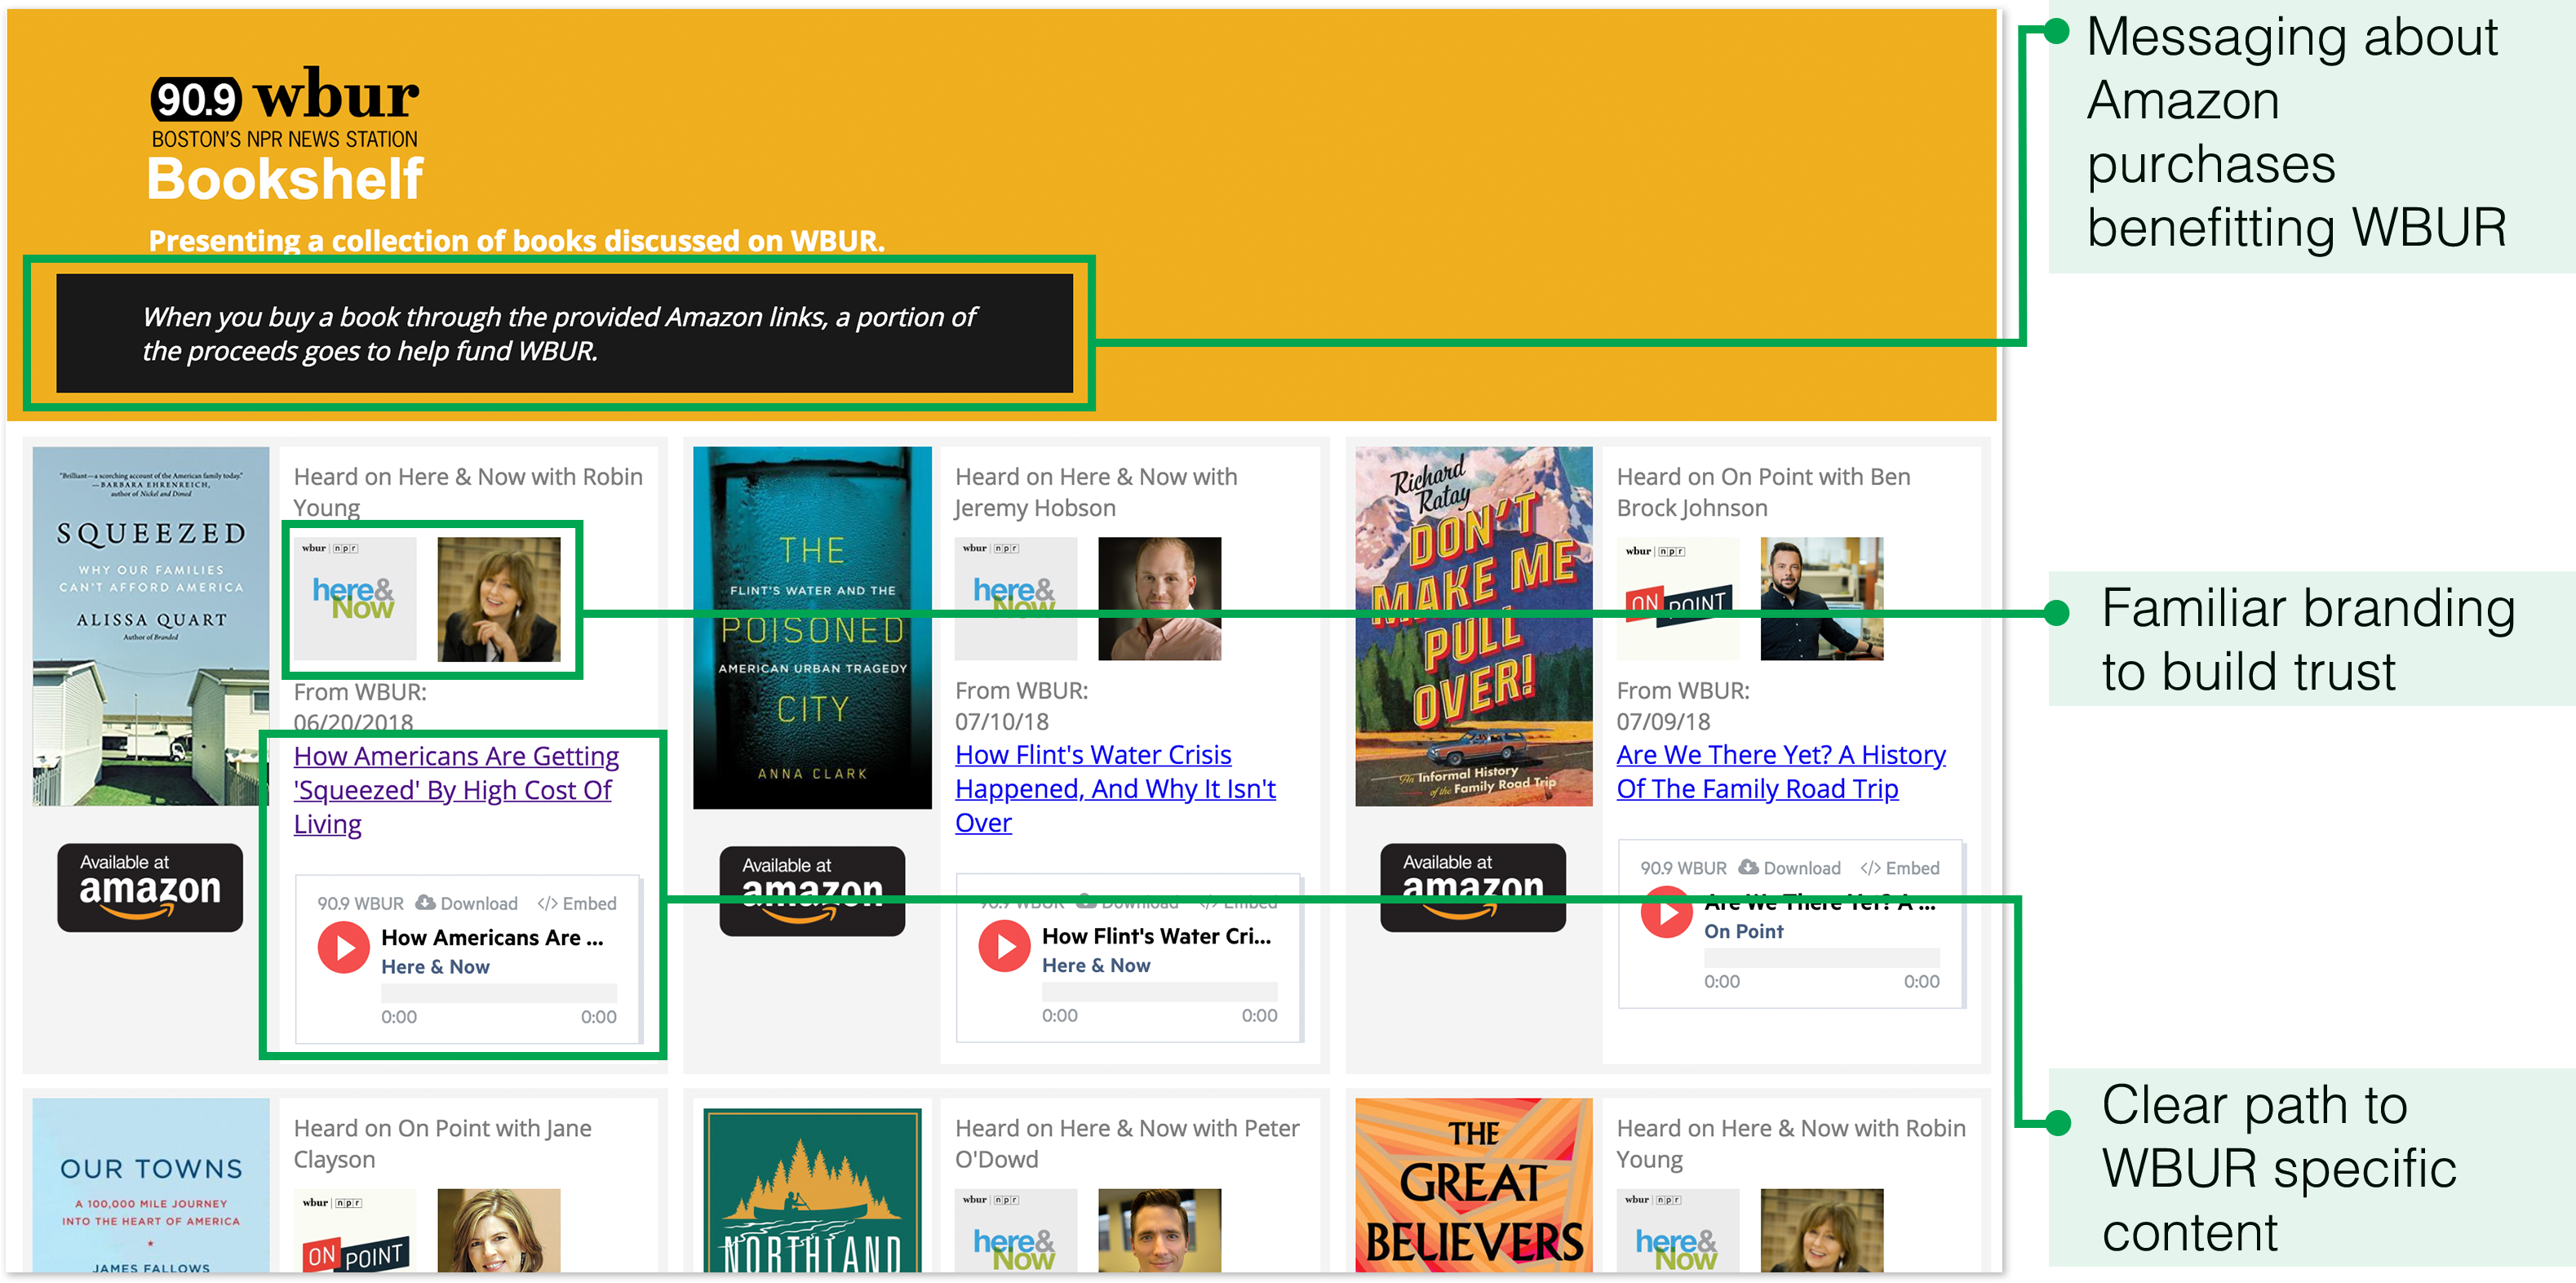 90.9 wbur
BOSTON'S NPR NEWS STATION
Bookshelf
Presenting a collection of books discussed on WBUR.
When you buy a book through the provided Amazon links, a portion of
the proceeds goes to help fund WBUR.
Messaging about
Amazon
purchases
benefitting WBUR
"Brilliant—a scorching account of the American family today."
—BARBARA EHRENREICH,
author of Nickel and Dimed
SQUEEZED
WHY OUR FAMILIES
CAN'T AFFORD AMERICA
ALISSA QUART
Author of Branded
Available at
amazon
Heard on Here & Now with Robin
Young
wbur npr
here&
Now
From WBUR:
06/20/2018
How Americans Are Getting
'Squeezed' By High Cost Of
Living
90.9 WBUR Download </> Embed
How Americans Are ...
Here & Now
0:00 0:00
THE
FLINT'S WATER AND THE
POISONED
AMERICAN URBAN TRAGEDY
CITY
ANNA CLARK
Available at
amazon
Heard on Here & Now with
Jeremy Hobson
wbur npr
here&
Now
From WBUR:
07/10/18
How Flint's Water Crisis
Happened, And Why It Isn't
Over
90.9 WBUR Download </> Embed
How Flint's Water Cri...
Here & Now
0:00 0:00
Richard
Ratay
DON'T
MAKE ME
PULL
OVER!
An Informal History
of the Family Road Trip
Available at
amazon
Heard on On Point with Ben
Brock Johnson
wbur npr
ON POINT
From WBUR:
07/09/18
Are We There Yet? A History
Of The Family Road Trip
90.9 WBUR Download </> Embed
Are We There Yet? A ...
On Point
0:00 0:00
Familiar branding
to build trust
OUR TOWNS
A 100,000 MILE JOURNEY
INTO THE HEART OF AMERICA
JAMES FALLOWS
Heard on On Point with Jane
Clayson
wbur npr
ON POINT
NORTHLAND
Heard on Here & Now with Peter
O'Dowd
wbur npr
here&
Now
THE
GREAT
BELIEVERS
Heard on Here & Now with Robin
Young
wbur npr
here&
Now
Clear path to
WBUR specific
content